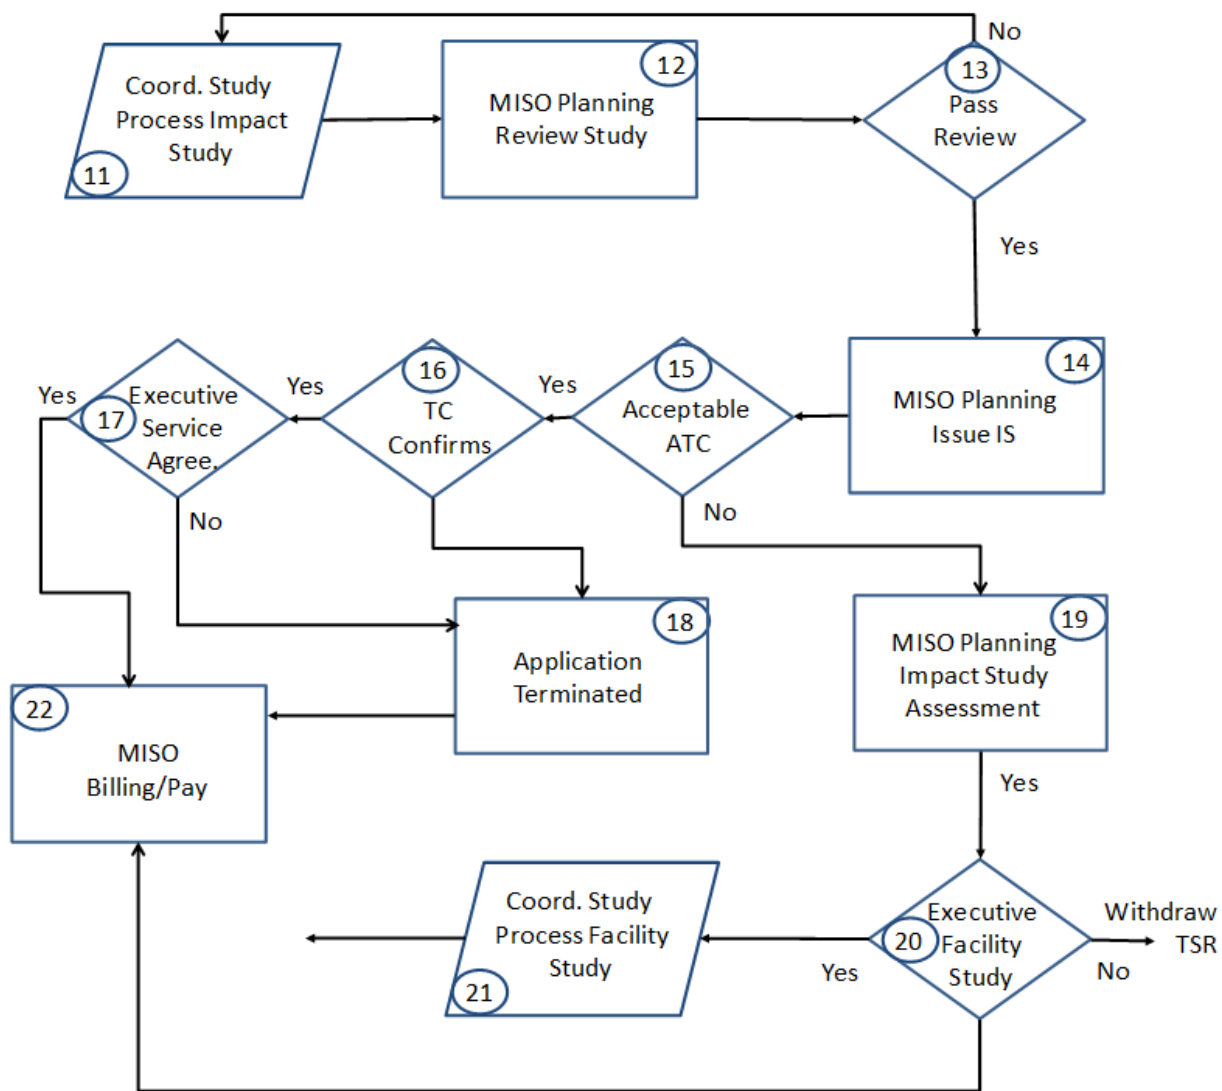 No
Coord. Study
Process Impact
Study
11
12
MISO Planning
Review Study
13
Pass
Review
Yes
14
MISO Planning
Issue IS
15
Acceptable
ATC
Yes
No
16
TC
Confirms
Yes
17
Executive
Service
Agree.
Yes
No
18
Application
Terminated
19
MISO Planning
Impact Study
Assessment
Yes
22
MISO
Billing/Pay
20
Executive
Facility
Study
Yes
No
Withdraw
TSR
Coord. Study
Process Facility
Study
21